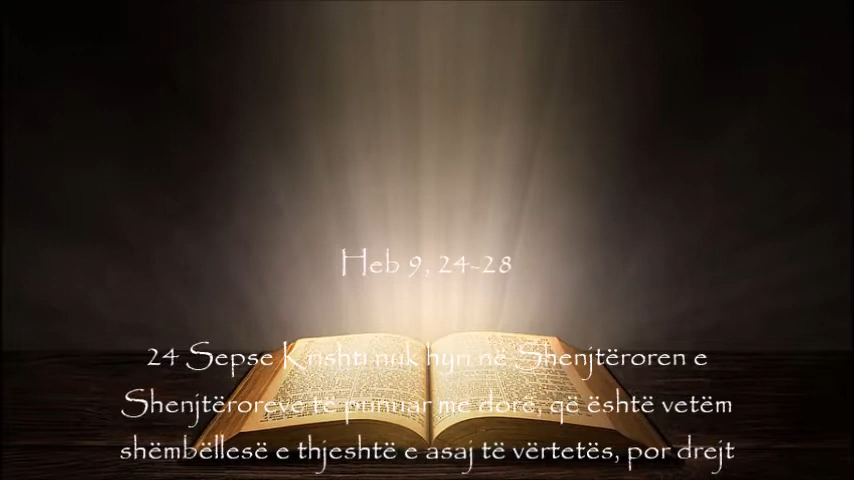 Heb 9, 24-28
24 Sepse Krishti nuk hyri në Shenjtëroren e
Shenjtëroreve të punuar me dorë, që është vetëm
shëmbëllesë e thjeshtë e asaj të vërtetës, por drejt